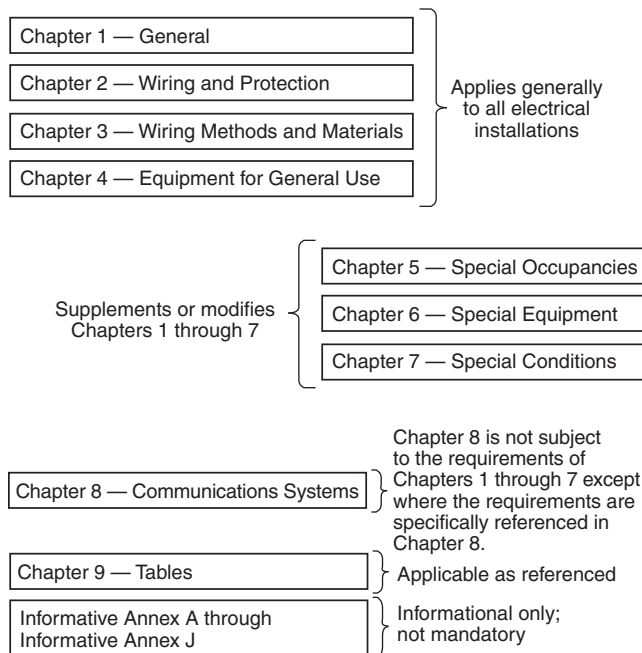 Chapter 1 — General
Chapter 2 — Wiring and Protection
Chapter 3 — Wiring Methods and Materials
Chapter 4 — Equipment for General Use
Applies generally
to all electrical
installations
Supplements or modifies
Chapters 1 through 7
Chapter 5 — Special Occupancies
Chapter 6 — Special Equipment
Chapter 7 — Special Conditions
Chapter 8 — Communications Systems
Chapter 8 is not subject
to the requirements of
Chapters 1 through 7 except
where the requirements are
specifically referenced in
Chapter 8.
Chapter 9 — Tables
Applicable as referenced
Informative Annex A through
Informative Annex J
Informational only;
not mandatory